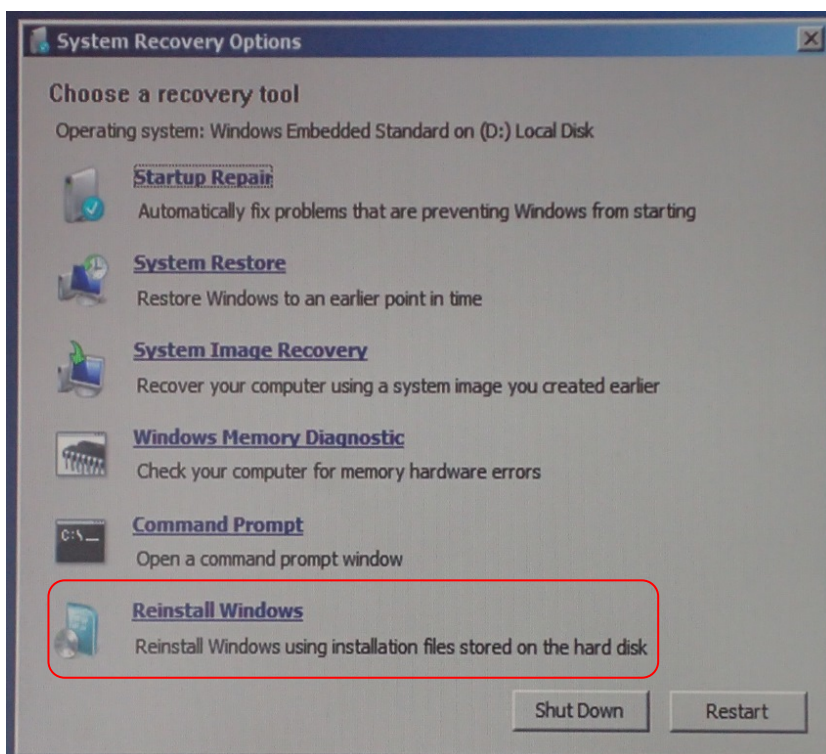 System Recovery Options
Choose a recovery tool
Operating system: Windows Embedded Standard on (D:) Local Disk
Startup Repair
Automatically fix problems that are preventing Windows from starting
System Restore
Restore Windows to an earlier point in time
System Image Recovery
Recover your computer using a system image you created earlier
Windows Memory Diagnostic
Check your computer for memory hardware errors
C:\_
Command Prompt
Open a command prompt window
Reinstall Windows
Reinstall Windows using installation files stored on the hard disk
Shut Down Restart